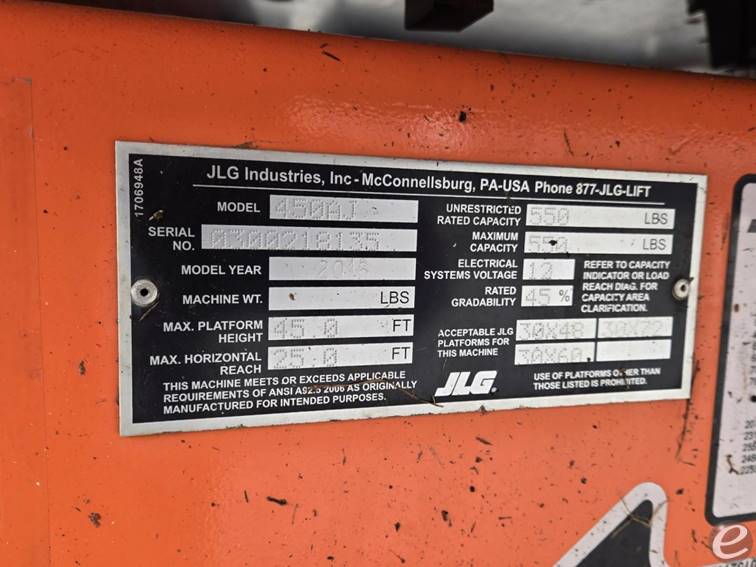 1706948A
JLG Industries, Inc - McConnellsburg, PA-USA Phone 877-JLG-LIFT
MODEL 450AJ
SERIAL
NO. 0300218135
MODEL YEAR
MACHINE WT. LBS
MAX. PLATFORM
HEIGHT 45.0 FT
MAX. HORIZONTAL
REACH 25.0 FT
THIS MACHINE MEETS OR EXCEEDS APPLICABLE
REQUIREMENTS OF ANSI A92.5 2006 AS ORIGINALLY
MANUFACTURED FOR INTENDED PURPOSES.
UNRESTRICTED
RATED CAPACITY 550 LBS
MAXIMUM
CAPACITY 550 LBS
ELECTRICAL
SYSTEMS VOLTAGE 12
RATED
GRADABILITY 45 %
REFER TO CAPACITY
INDICATOR OR LOAD
REACH DIAG. FOR
CAPACITY AREA
CLARIFICATION.
ACCEPTABLE JLG
PLATFORMS FOR
THIS MACHINE
30X48 30X72
30X60
JLG
USE OF PLATFORMS OTHER THAN
THOSE LISTED IS PROHIBITED.
e